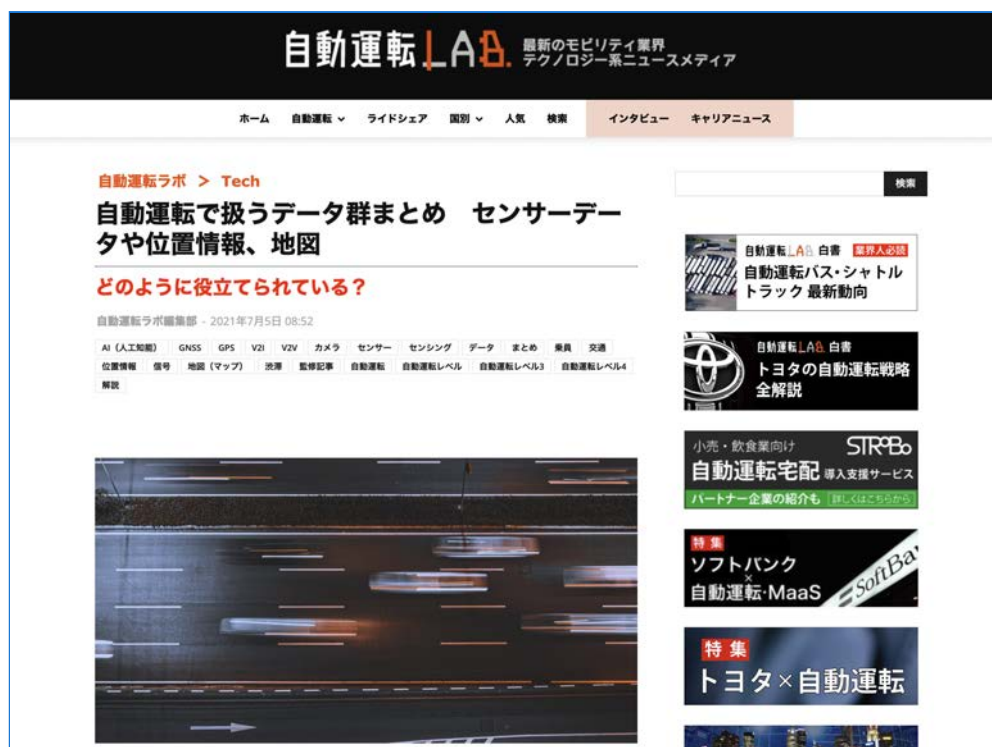 自動運転LAB. 最新のモビリティ業界
テクノロジー系ニュースメディア
ホーム 自動運転 ライドシェア 国別 人気 検索 インタビュー キャリアニュース
自動運転ラボ > Tech
自動運転で扱うデータ群まとめ センサーデー
タや位置情報、地図
どのように役立てられている?
自動運転ラボ編集部 - 2021年7月5日 08:52
AI（人工知能） GNSS GPS V2I V2V カメラ センサー センシング データ まとめ 乗員 交通
位置情報 信号 地図（マップ） 渋滞 監修記事 自動運転 自動運転レベル 自動運転レベル3 自動運転レベル4
解説
検索
自動運転LAB 白書 業界人必読
自動運転バス・シャトル
トラック 最新動向
自動運転LAB 白書
トヨタの自動運転戦略
全解説
小売・飲食業向け STROBO
自動運転宅配 導入支援サービス
パートナー企業の紹介も 詳しくはこちらから
特集
ソフトバンク
×
自動運転・MaaS
SoftBa
特集
トヨタ×自動運転